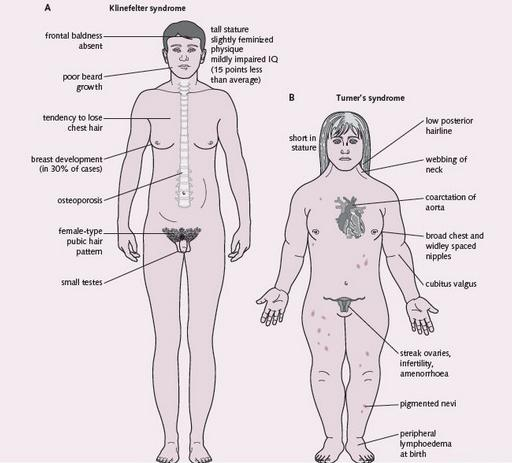 A
Klinefelter syndrome
frontal baldness
absent
poor beard
growth
tendency to lose
chest hair
breast development
(in 30% of cases)
osteoporosis
female-type
pubic hair
pattern
small testes
tall stature
slightly feminized
physique
mildly impaired IQ
(15 points less
than average)
B
Turner's syndrome
short in
stature
low posterior
hairline
webbing of
neck
coarctation of
aorta
broad chest and
widley spaced
nipples
cubitus valgus
streak ovaries,
infertility,
amenorrhoea
pigmented nevi
peripheral
lymphoedema
at birth